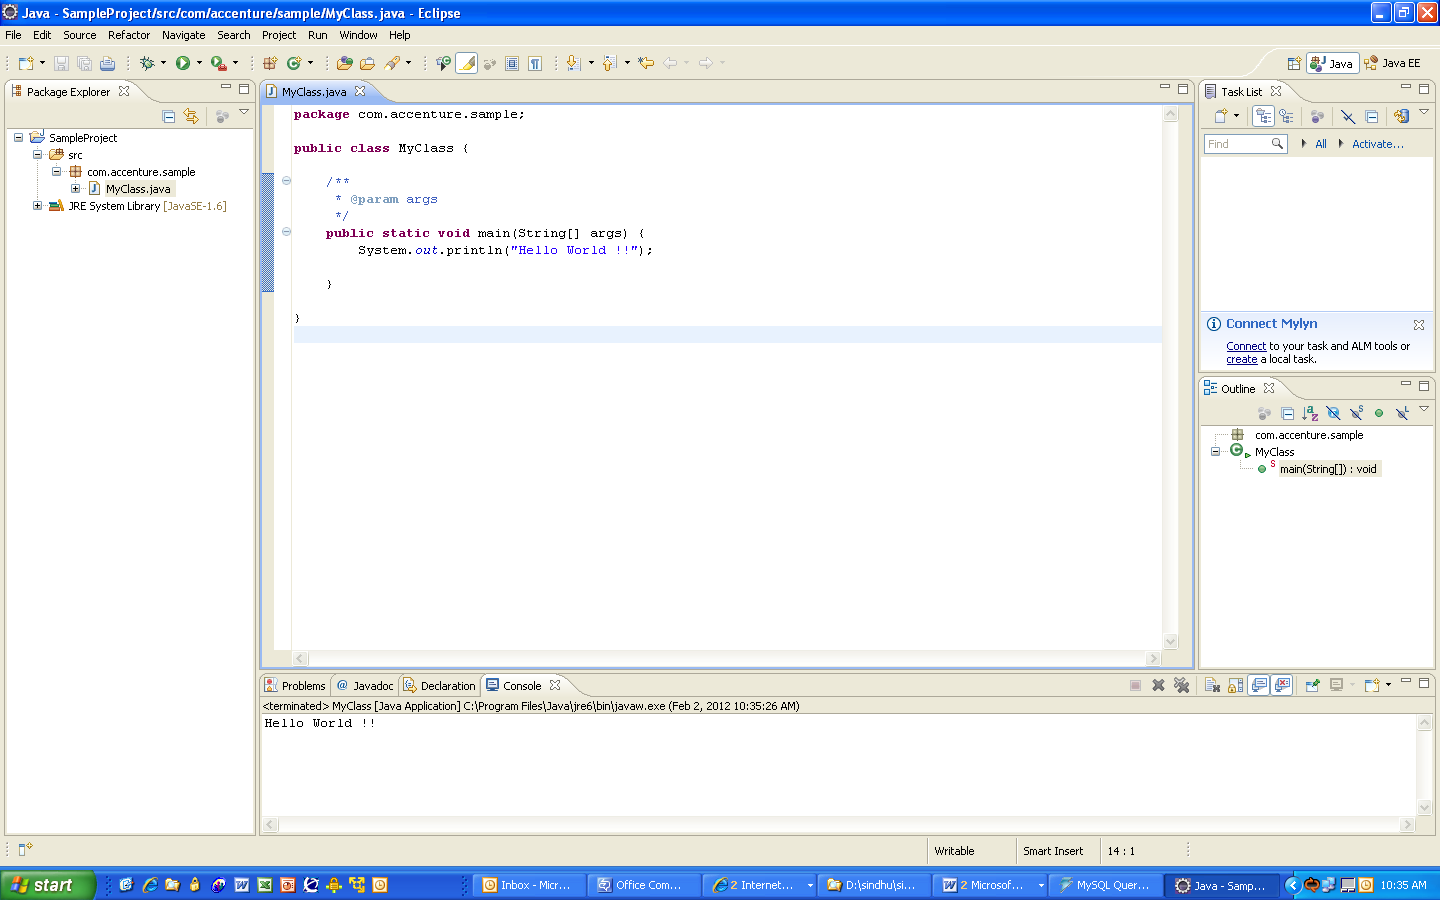 Java - SampleProject/src/com/accenture/sample/MyClass.java - Eclipse
File Edit Source Refactor Navigate Search Project Run Window Help
Java Java EE
Package Explorer
SampleProject
src
com.accenture.sample
MyClass.java
JRE System Library [JavaSE-1.6]
MyClass.java
package com.accenture.sample;
public class MyClass {
/**
* @param args
*/
public static void main(String[] args) {
System.out.println("Hello World !!");
}
}
Task List
Find All Activate...
Connect Mylyn
Connect to your task and ALM tools or
create a local task.
Outline
com.accenture.sample
MyClass
main(String[]) : void
Problems @ Javadoc Declaration Console
<terminated> MyClass [Java Application] C:\Program Files\Java\jre6\bin\javaw.exe (Feb 2, 2012 10:35:26 AM)
Hello World !!
Writable Smart Insert 14 : 1
start Inbox - Micr... Office Com... 2 Internet... D:\sindhu\si... 2 Microsof... MySQL Quer... Java - Samp... 10:35 AM